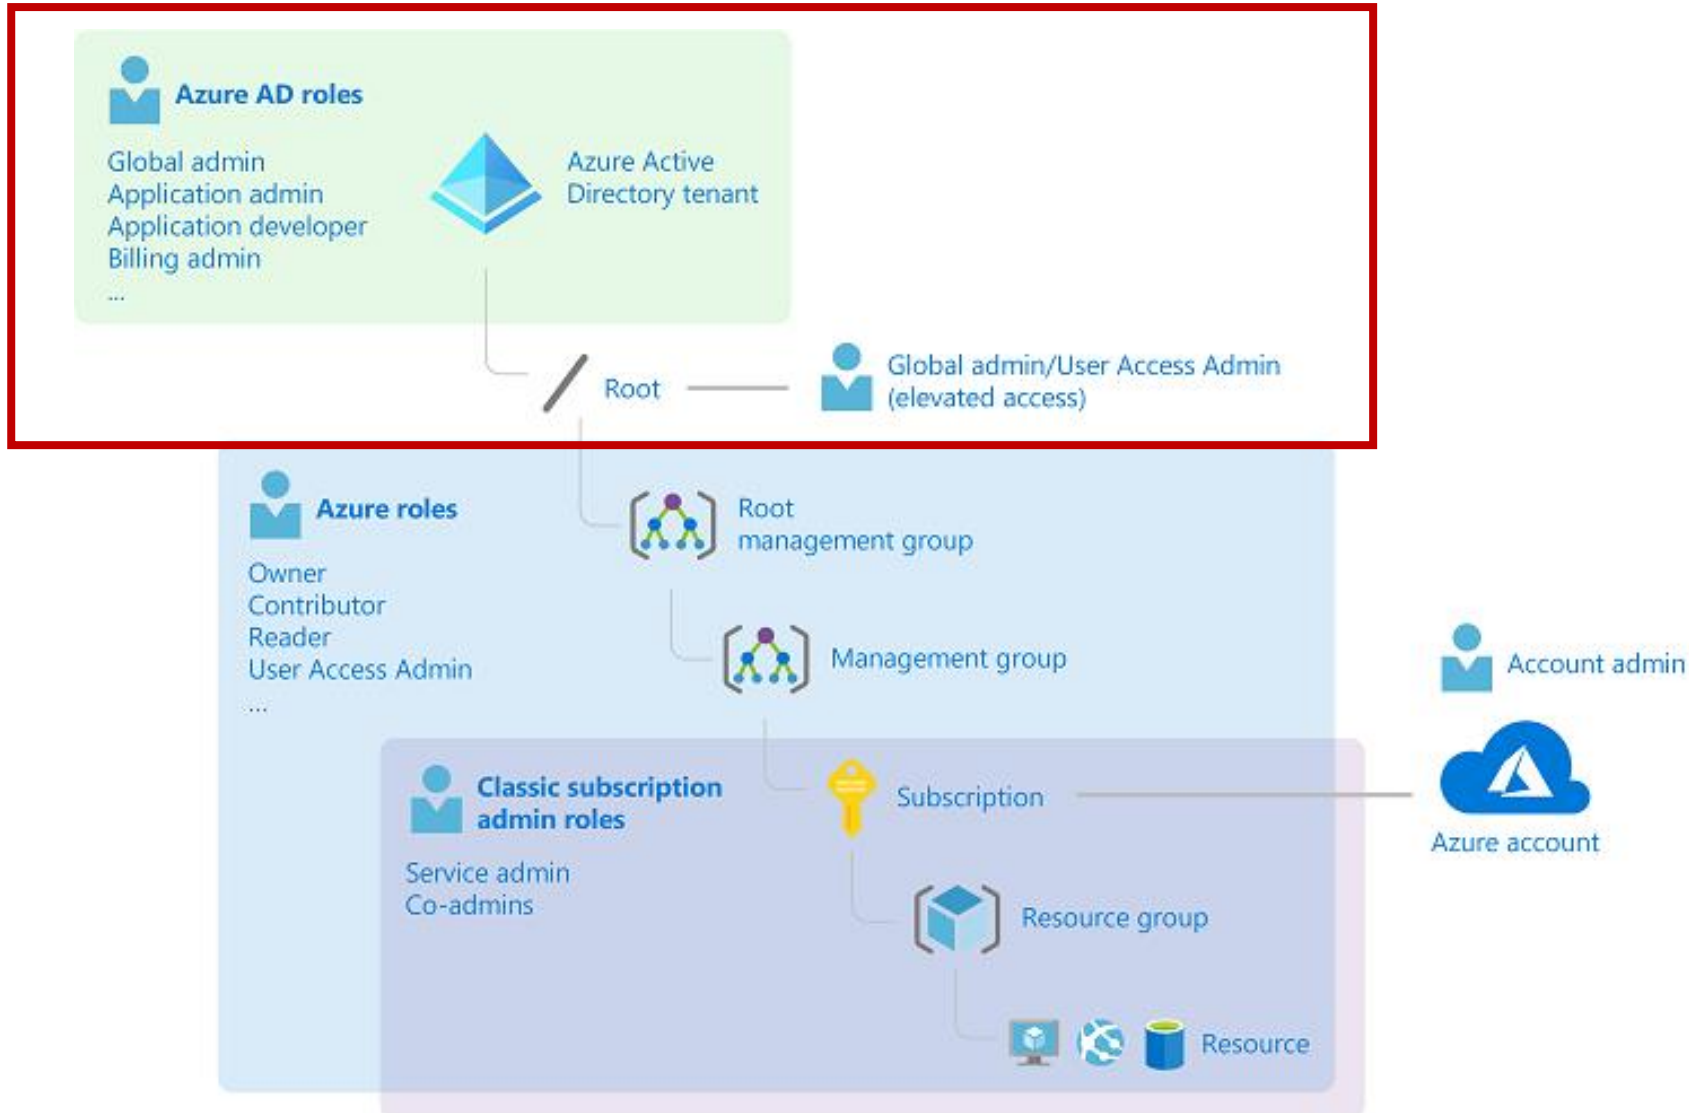 Azure AD roles
Global admin
Application admin
Application developer
Billing admin
...
Azure Active
Directory tenant
Root
Global admin/User Access Admin
(elevated access)
Azure roles
Owner
Contributor
Reader
User Access Admin
...
Root
management group
Management group
Account admin
Classic subscription
admin roles
Service admin
Co-admins
Subscription
Azure account
Resource group
Resource